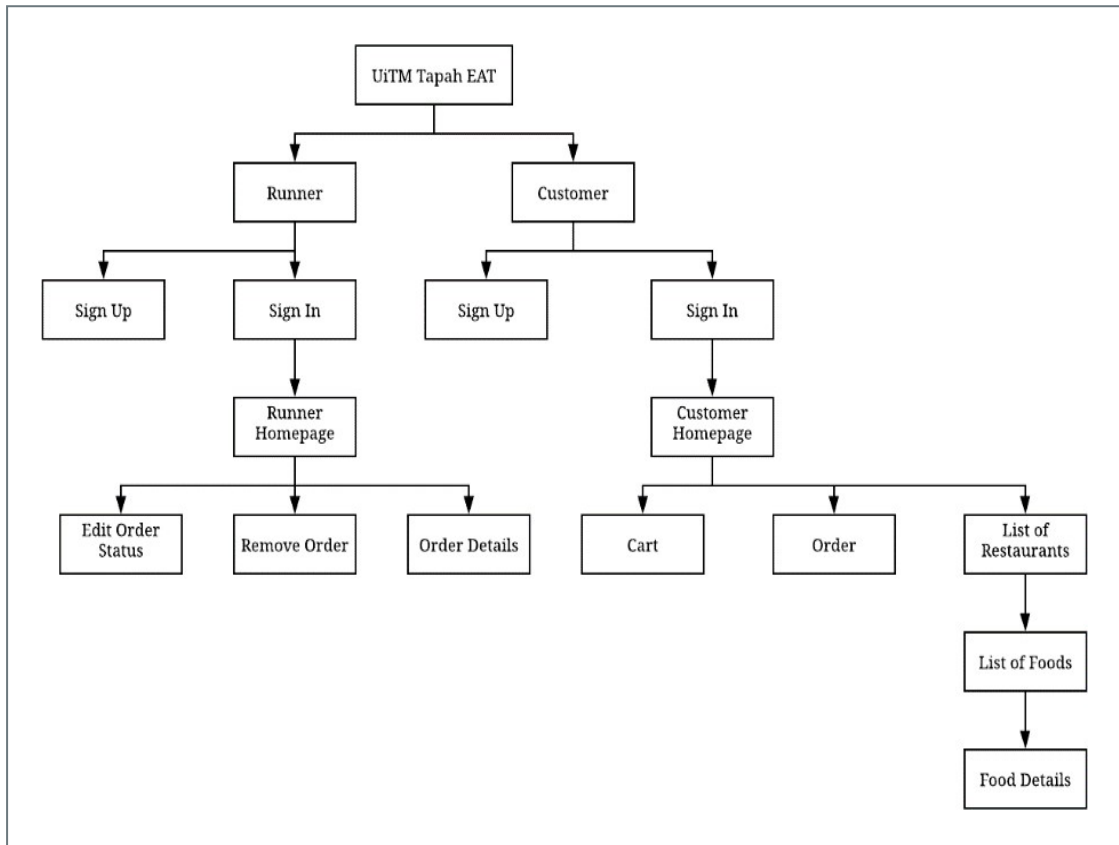 UiTM Tapah EAT
Runner
Customer
Sign Up
Sign In
Sign Up
Sign In
Runner
Homepage
Customer
Homepage
Edit Order
Status
Remove Order
Order Details
Cart
Order
List of
Restaurants
List of Foods
Food Details